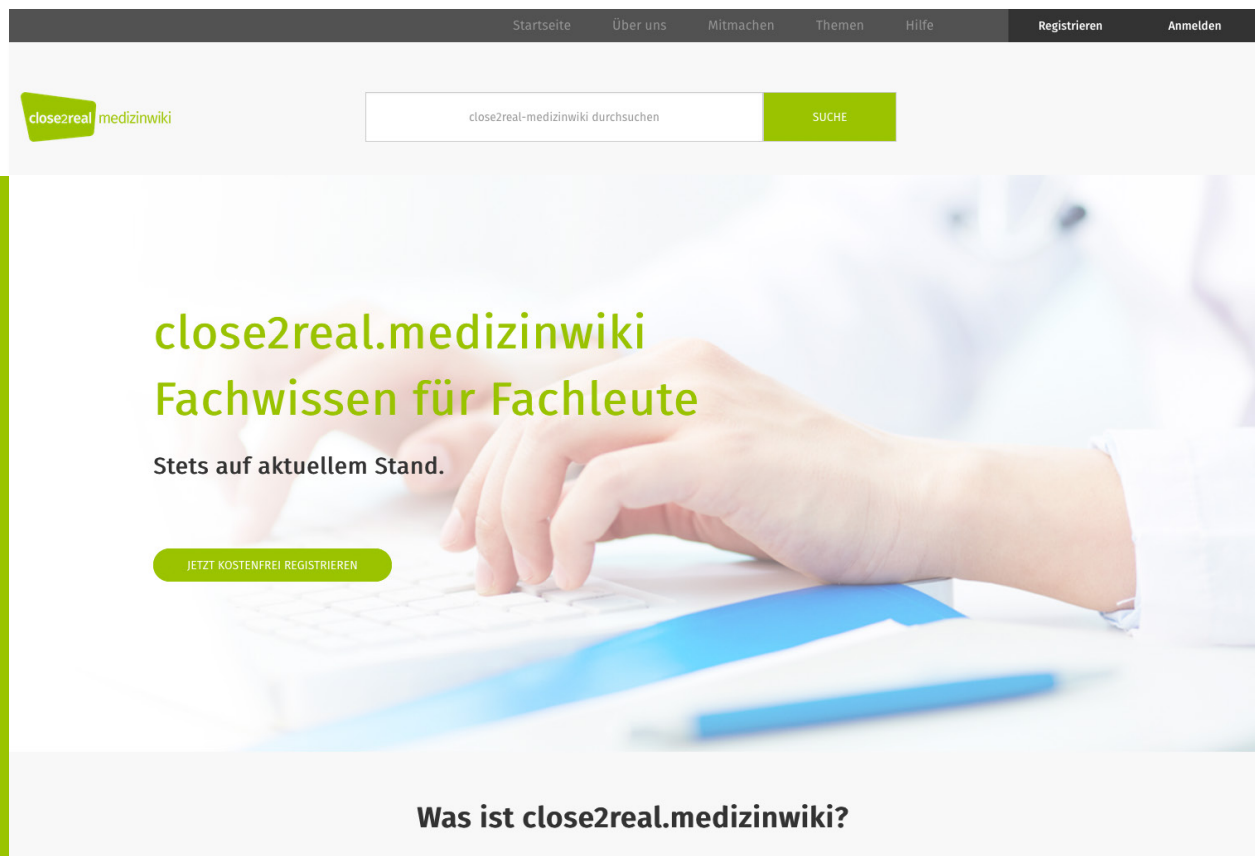 Startseite Über uns Mitmachen Themen Hilfe Registrieren Anmelden
close2real medizinwiki
close2real-medizinwiki durchsuchen SUCHE
close2real.medizinwiki
Fachwissen für Fachleute
Stets auf aktuellem Stand.
JETZT KOSTENFREI REGISTRIEREN
Was ist close2real.medizinwiki?